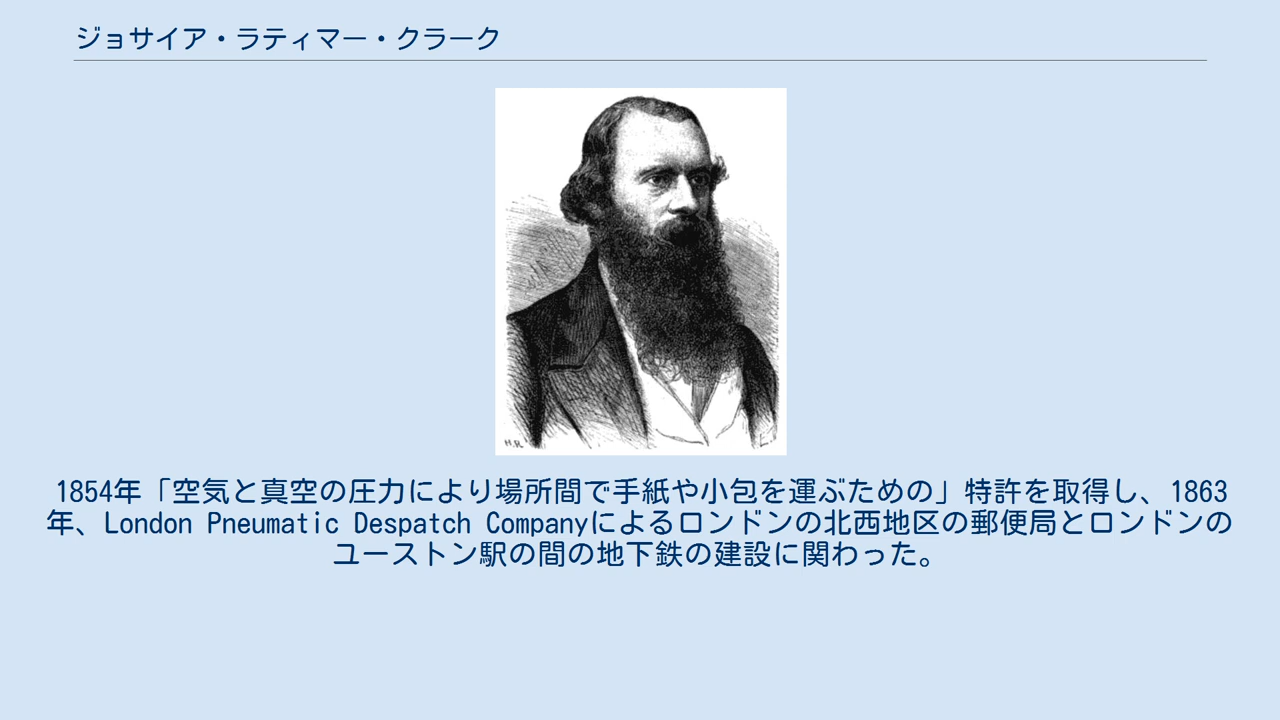 ジョサイア・ラティマー・クラーク
H.R.
1854年「空気と真空の圧力により場所間で手紙や小包を運ぶための」特許を取得し、1863
年、London Pneumatic Despatch Companyによるロンドンの北西地区の郵便局とロンドンの
ユーストン駅の間の地下鉄の建設に関わった。